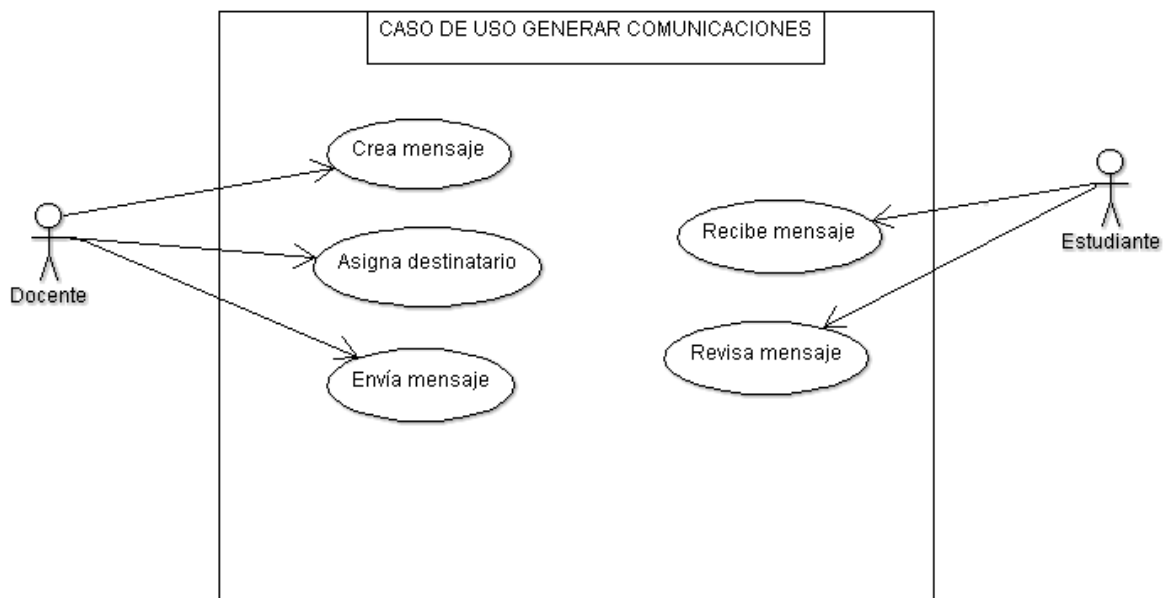 CASO DE USO GENERAR COMUNICACIONES
Crea mensaje
Recibe mensaje
Estudiante
Asigna destinatario
Docente
Revisa mensaje
Envía mensaje